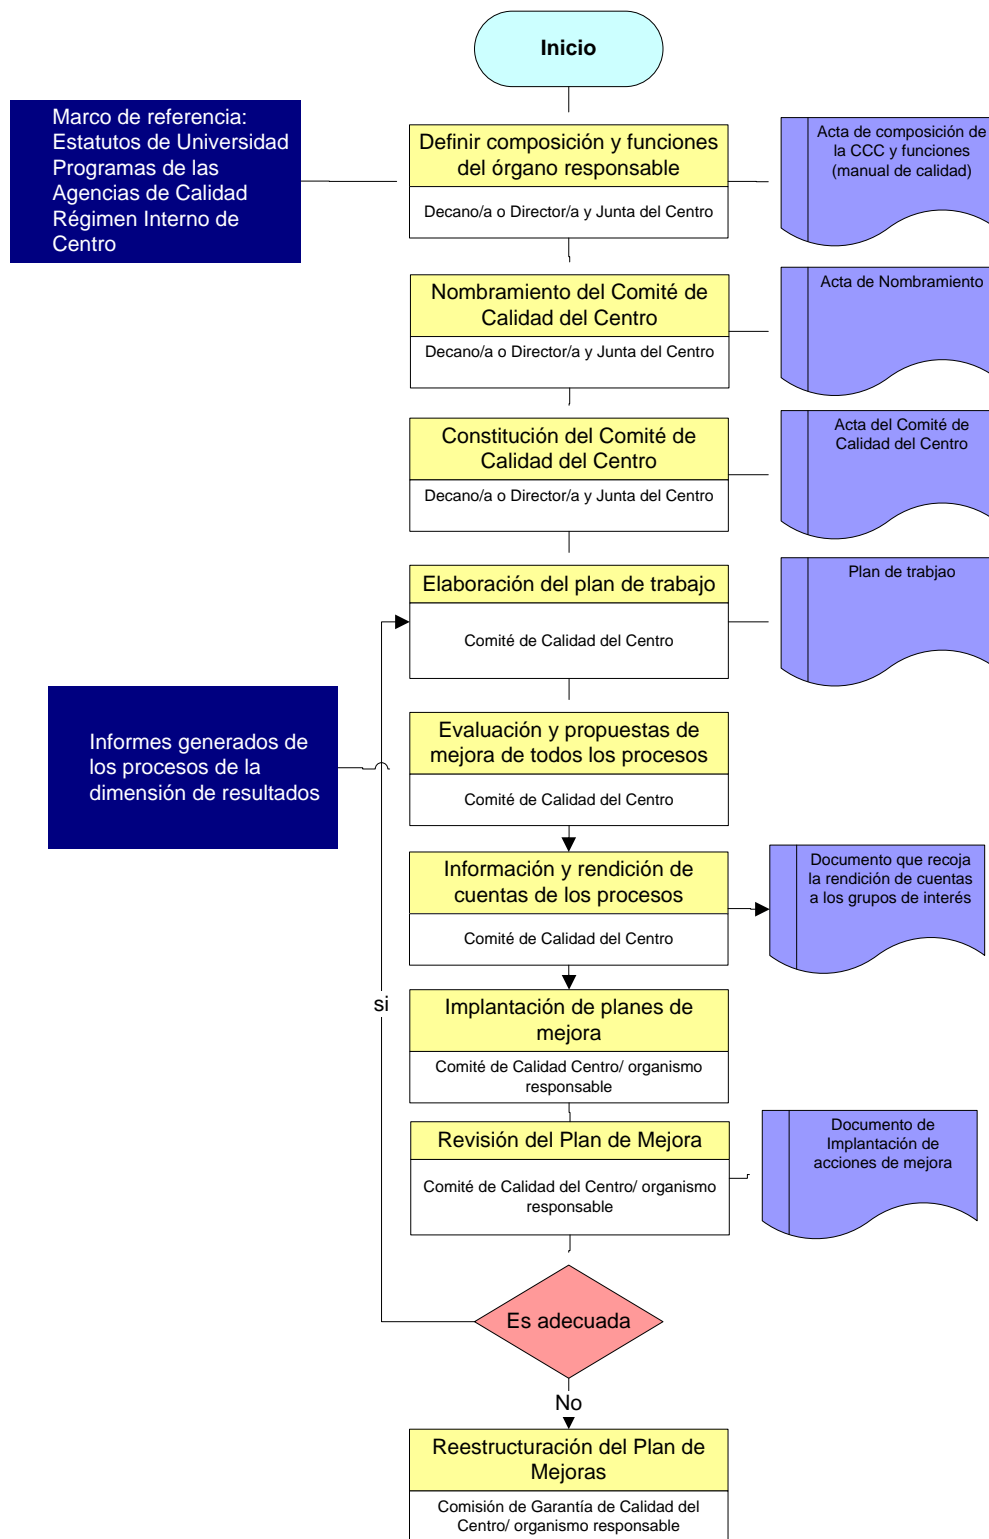 Inicio
Marco de referencia:
Estatutos de Universidad
Programas de las
Agencias de Calidad
Régimen Interno de
Centro
Definir composición y funciones
del órgano responsable
Decano/a o Director/a y Junta del Centro
Acta de composición de
la CCC y funciones
(manual de calidad)
Nombramiento del Comité de
Calidad del Centro
Decano/a o Director/a y Junta del Centro
Acta de Nombramiento
Constitución del Comité de
Calidad del Centro
Decano/a o Director/a y Junta del Centro
Acta del Comité de
Calidad del Centro
Elaboración del plan de trabajo
Comité de Calidad del Centro
Plan de trabjao
Informes generados de
los procesos de la
dimensión de resultados
Evaluación y propuestas de
mejora de todos los procesos
Comité de Calidad del Centro
Información y rendición de
cuentas de los procesos
Comité de Calidad del Centro
Documento que recoja
la rendición de cuentas
a los grupos de interés
si
Implantación de planes de
mejora
Comité de Calidad Centro/ organismo
responsable
Revisión del Plan de Mejora
Comité de Calidad del Centro/ organismo
responsable
Documento de
Implantación de
acciones de mejora
Es adecuada
No
Reestructuración del Plan de
Mejoras
Comisión de Garantía de Calidad del
Centro/ organismo responsable